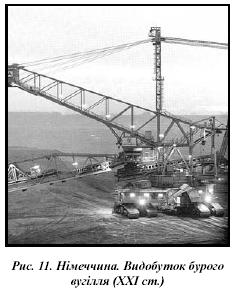 Рис. 11. Німеччина. Видобуток бурого
вугілля (XXI ст.)